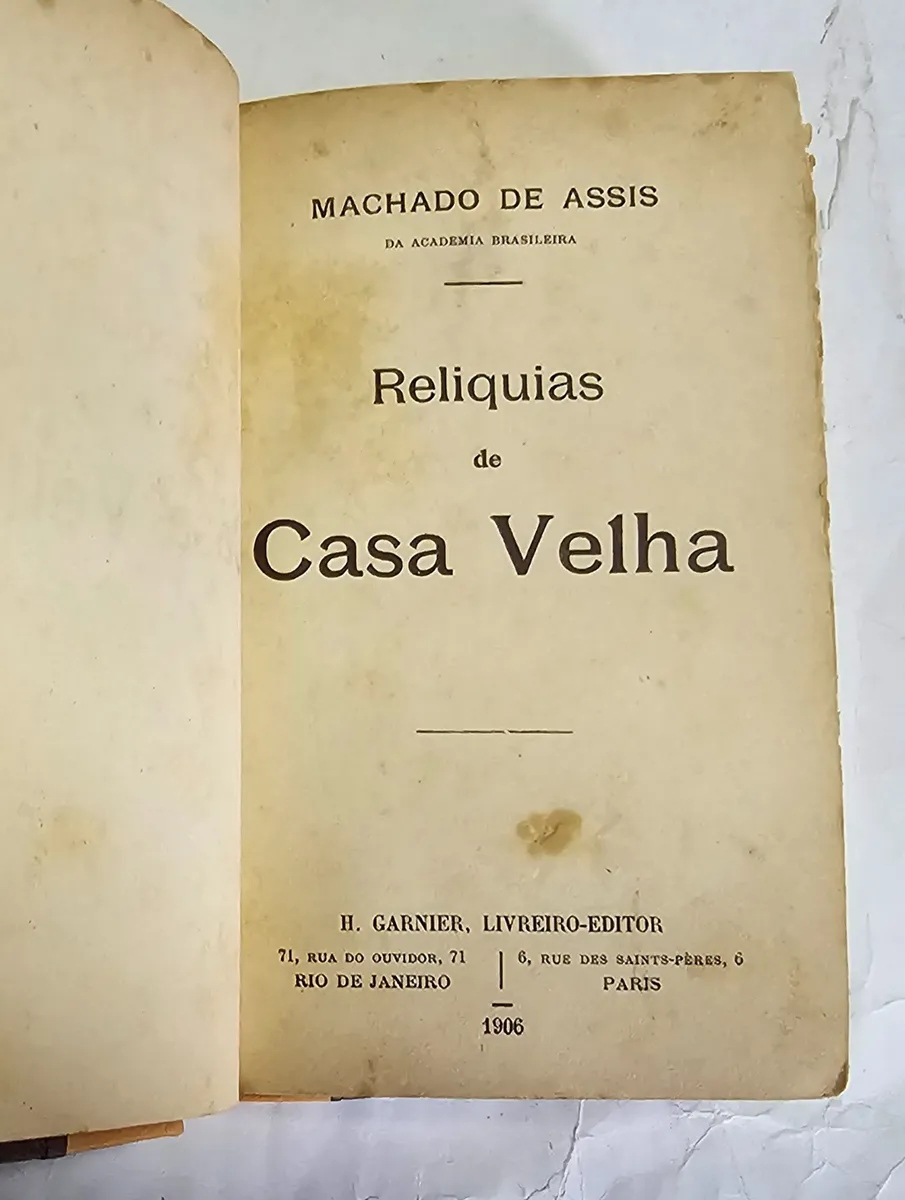 MACHADO DE ASSIS
DA ACADEMIA BRASILEIRA
Reliquias
de
Casa Velha
H. GARNIER, LIVREIRO-EDITOR
71, RUA DO OUVIDOR, 71
RIO DE JANEIRO
6, RUE DES SAINTS-PÈRES, 6
PARIS
1906